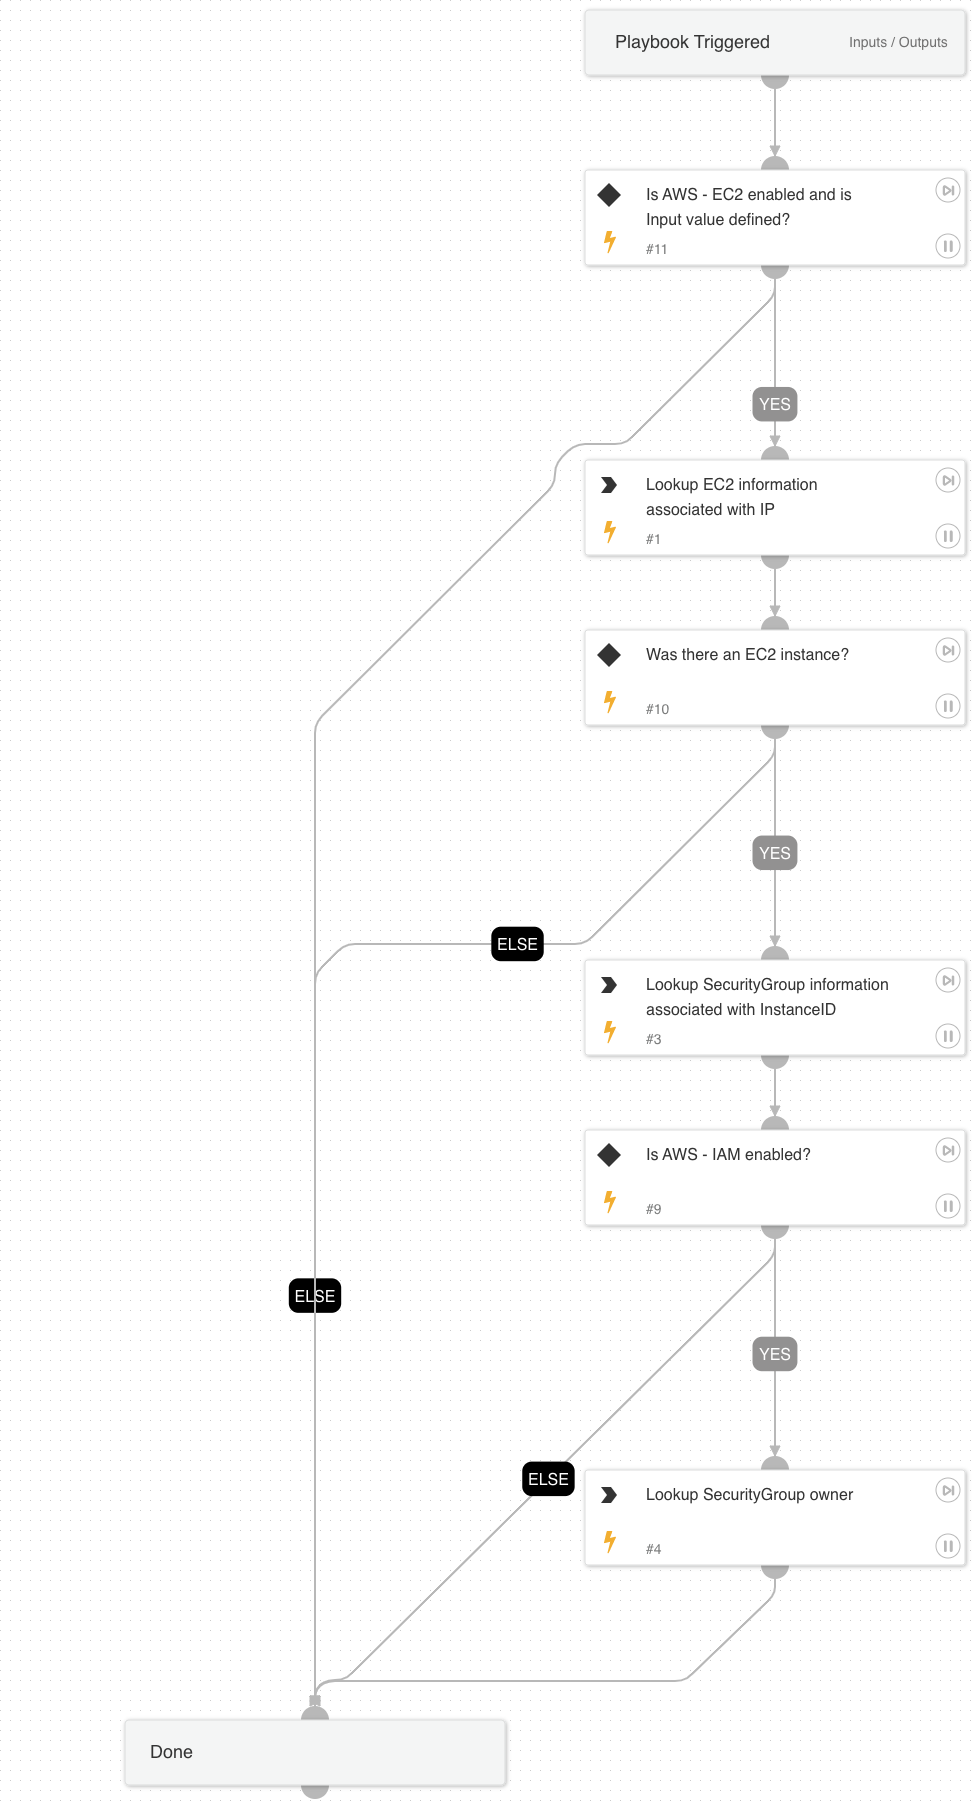 Playbook Triggered
Inputs / Outputs
Is AWS - EC2 enabled and is
Input value defined?
#11
YES
Lookup EC2 information
associated with IP
#1
Was there an EC2 instance?
#10
YES
ELSE
Lookup SecurityGroup information
associated with InstanceID
#3
Is AWS - IAM enabled?
#9
ELSE
YES
ELSE
Lookup SecurityGroup owner
#4
Done